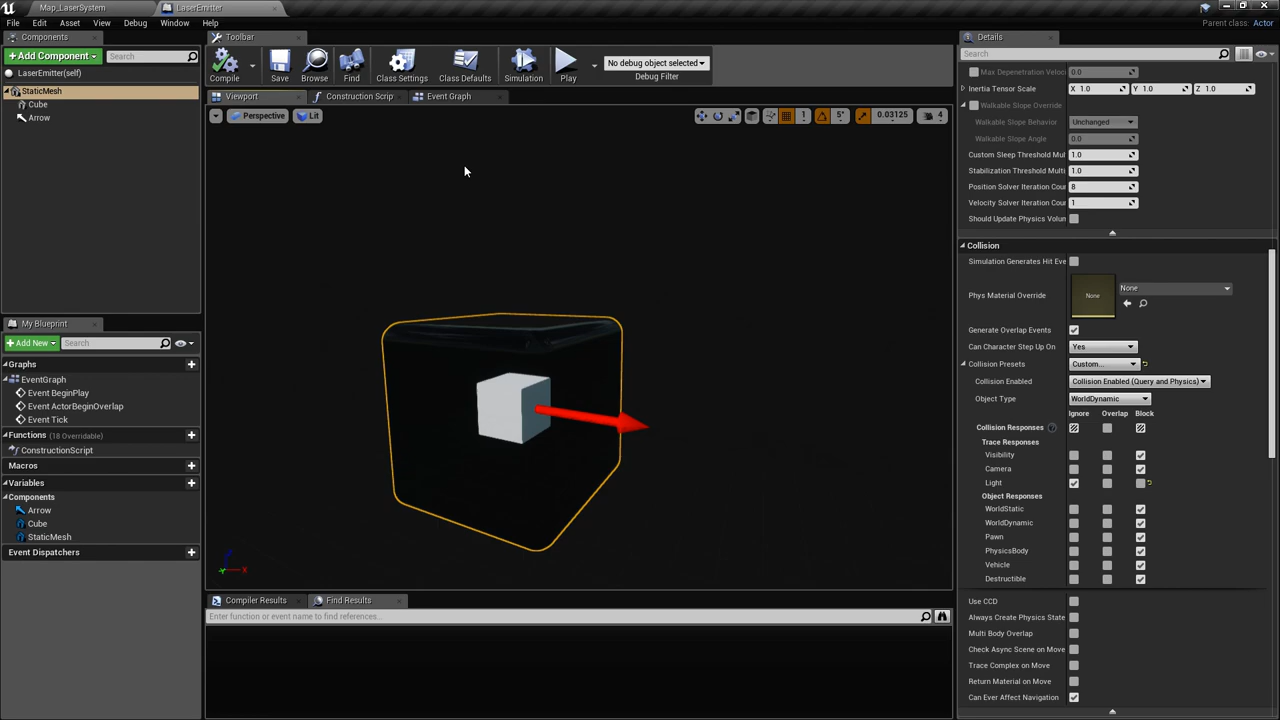 Map_LaserSystem
LaserEmitter
File Edit Asset View Debug Window Help
Parent class: Actor
Components
Add Component
Search
LaserEmitter(self)
StaticMesh
Cube
Arrow
My Blueprint
Add New
Search
Graphs
EventGraph
Event BeginPlay
Event ActorBeginOverlap
Event Tick
Functions (18 Overridable)
ConstructionScript
Macros
Variables
Components
Arrow
Cube
StaticMesh
Event Dispatchers
Toolbar
Compile
Save
Browse
Find
Class Settings
Class Defaults
Simulation
Play
No debug object selected
Debug Filter
Viewport
Construction Scrip
Event Graph
Perspective
Lit
1
5°
0.03125
4
Compiler Results
Find Results
Enter function or event name to find references...
Details
Search
Max Depenetration Veloc 0.0
Inertia Tensor Scale X 1.0 Y 1.0 Z 1.0
Walkable Slope Override
Walkable Slope Behavior Unchanged
Walkable Slope Angle 0.0
Custom Sleep Threshold Mul 1.0
Stabilization Threshold Multi 1.0
Position Solver Iteration Cou 8
Velocity Solver Iteration Cou 1
Should Update Physics Volun
Collision
Simulation Generates Hit Eve
Phys Material Override None None
Generate Overlap Events
Can Character Step Up On Yes
Collision Presets Custom...
Collision Enabled Collision Enabled (Query and Physics)
Object Type WorldDynamic
Ignore Overlap Block
Collision Responses
Trace Responses
Visibility
Camera
Light
Object Responses
WorldStatic
WorldDynamic
Pawn
PhysicsBody
Vehicle
Destructible
Use CCD
Always Create Physics State
Multi Body Overlap
Check Async Scene on Move
Trace Complex on Move
Return Material on Move
Can Ever Affect Navigation